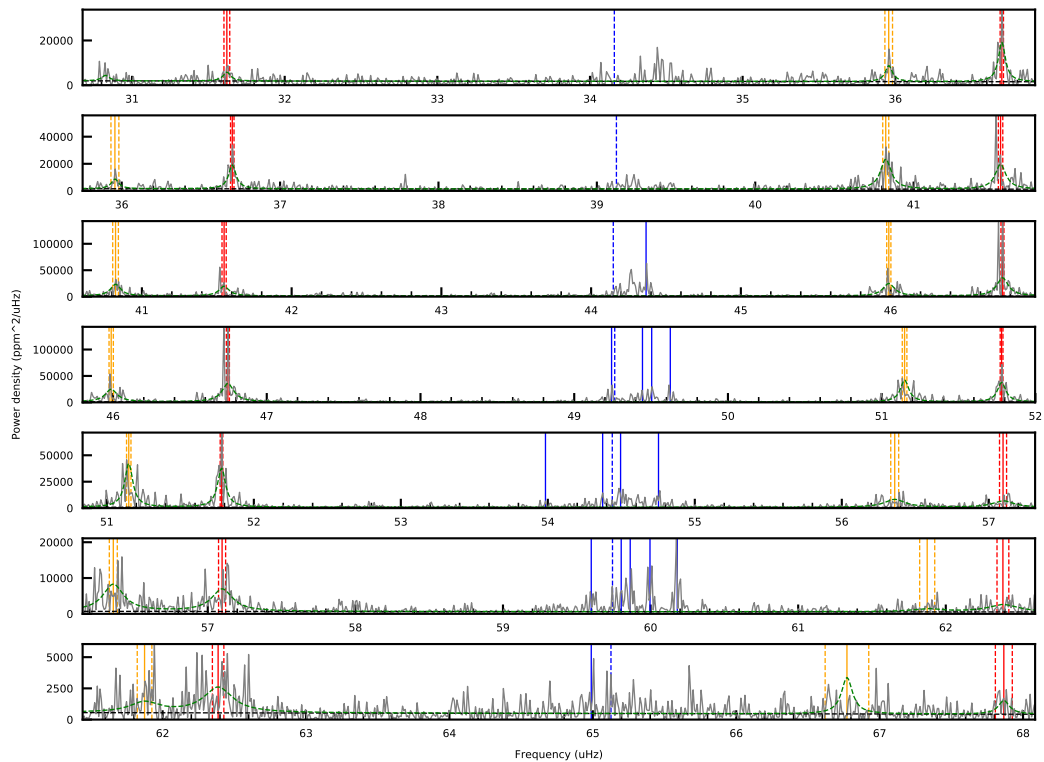 20000
0
31 32 33 34 35 36
40000
20000
0
36 37 38 39 40 41
100000
50000
0
41 42 43 44 45 46
100000
50000
0
46 47 48 49 50 51 52
50000
25000
0
51 52 53 54 55 56 57
20000
10000
0
57 58 59 60 61 62
5000
2500
0
62 63 64 65 66 67 68
Power density (ppm^2/uHz)
Frequency (uHz)